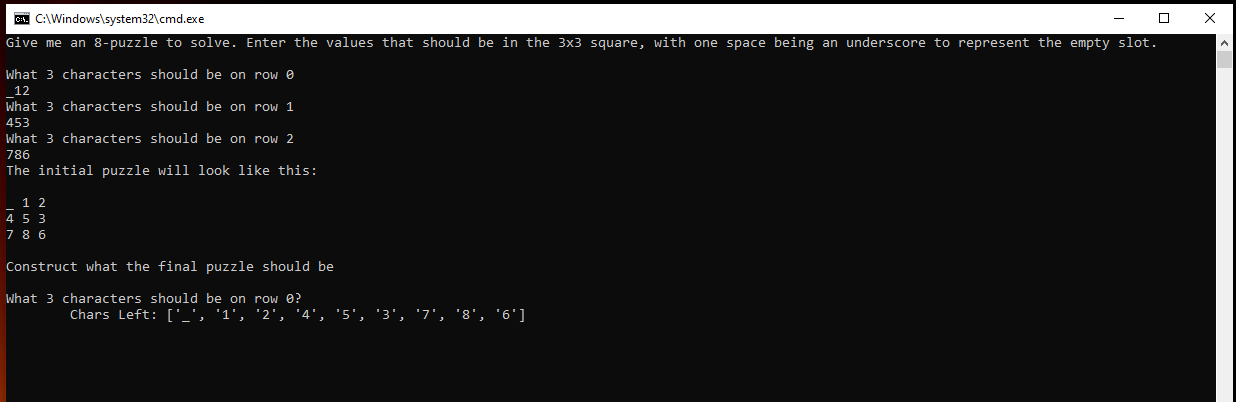 C:\Windows\system32\cmd.exe
Give me an 8-puzzle to solve. Enter the values that should be in the 3x3 square, with one space being an underscore to represent the empty slot.
What 3 characters should be on row 0
_12
What 3 characters should be on row 1
453
What 3 characters should be on row 2
786
The initial puzzle will look like this:
_ 1 2
4 5 3
7 8 6
Construct what the final puzzle should be
What 3 characters should be on row 0?
Chars Left: ['_', '1', '2', '4', '5', '3', '7', '8', '6']